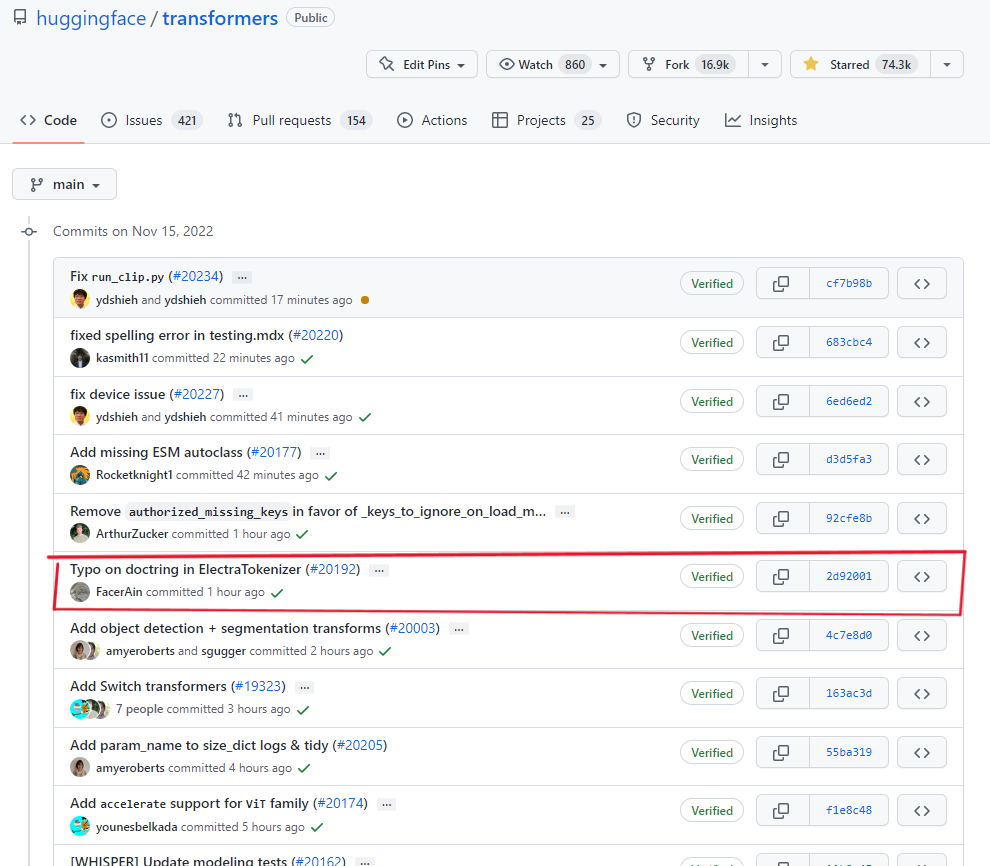 huggingface / transformers Public
Edit Pins Watch 860 Fork 16.9k Starred 74.3k
Code Issues 421 Pull requests 154 Actions Projects 25 Security Insights
main
Commits on Nov 15, 2022
Fix run_clip.py (#20234) ...
ydshieh and ydshieh committed 17 minutes ago
Verified cf7b98b
fixed spelling error in testing.mdx (#20220)
kasmith11 committed 22 minutes ago
Verified 683cbc4
fix device issue (#20227) ...
ydshieh and ydshieh committed 41 minutes ago
Verified 6ed6ed2
Add missing ESM autoclass (#20177) ...
Rocketknight1 committed 42 minutes ago
Verified d3d5fa3
Remove authorized_missing_keys in favor of _keys_to_ignore_on_load_m... ...
ArthurZucker committed 1 hour ago
Verified 92cfe8b
Typo on doctring in ElectraTokenizer (#20192) ...
FacerAin committed 1 hour ago
Verified 2d92001
Add object detection + segmentation transforms (#20003) ...
amyeroberts and sgugger committed 2 hours ago
Verified 4c7e8d0
Add Switch transformers (#19323) ...
7 people committed 3 hours ago
Verified 163ac3d
Add param_name to size_dict logs & tidy (#20205)
amyeroberts committed 4 hours ago
Verified 55ba319
Add accelerate support for ViT family (#20174) ...
younesbelkada committed 5 hours ago
Verified f1e8c48
[WHISPER] Update modeling tests (#20162) ...